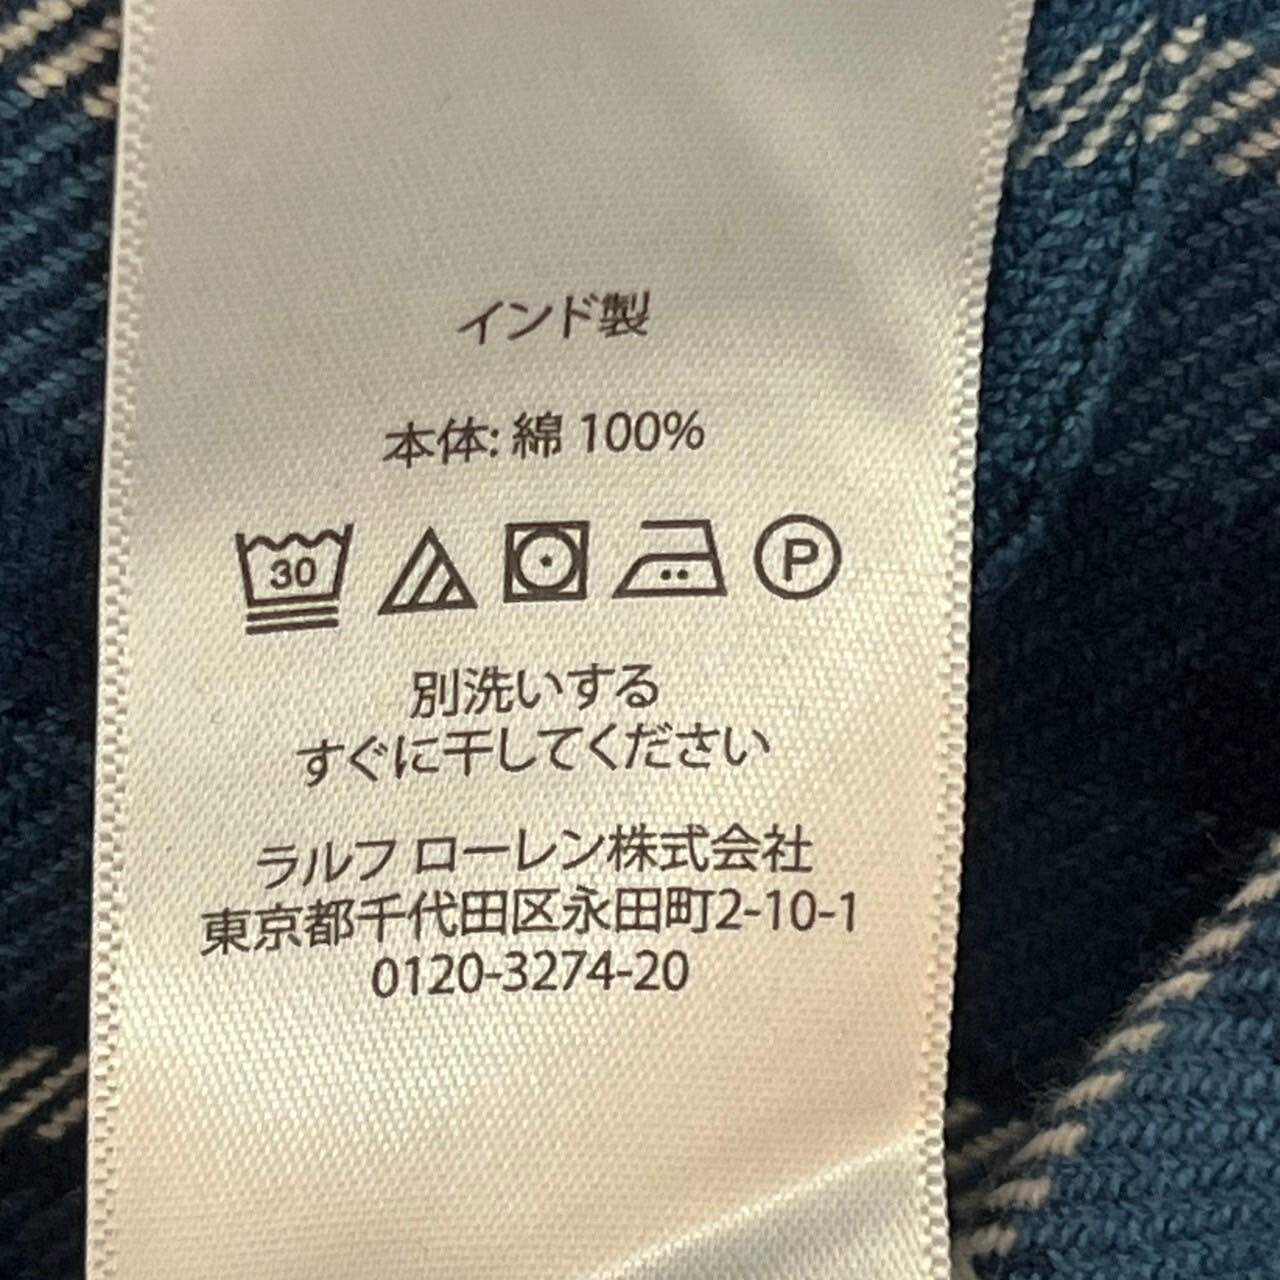 インド製
本体: 綿 100%
30 P
別洗いする
すぐに干してください
ラルフ ローレン株式会社
東京都千代田区永田町2-10-1
0120-3274-20